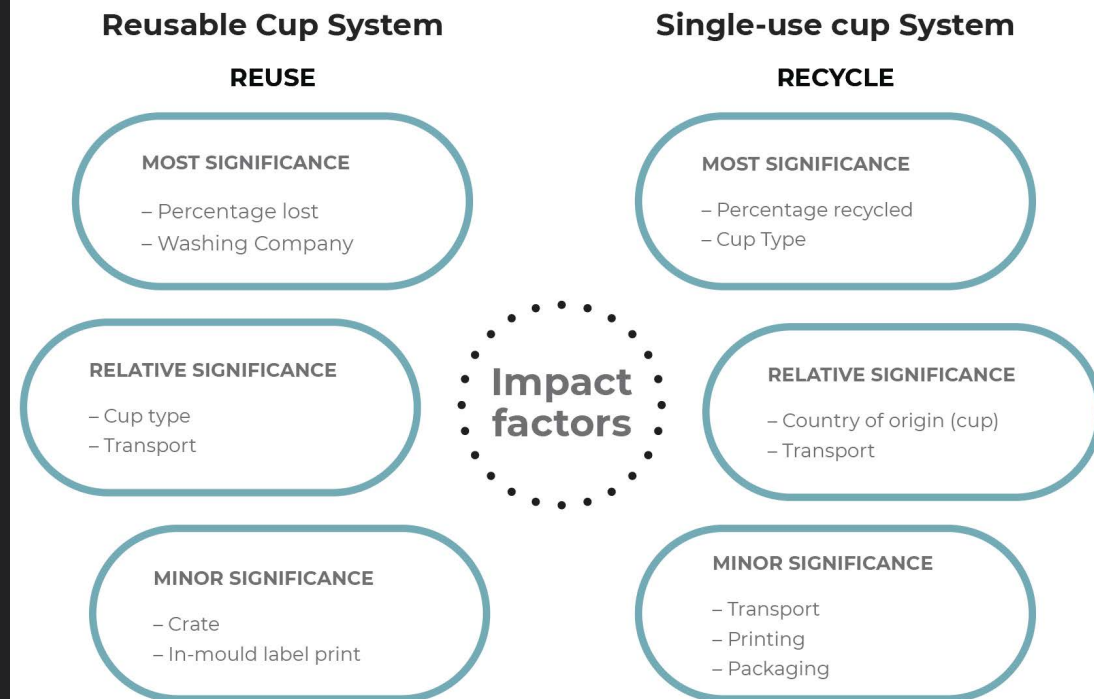 Reusable Cup System
REUSE
MOST SIGNIFICANCE
– Percentage lost
– Washing Company
RELATIVE SIGNIFICANCE
– Cup type
– Transport
MINOR SIGNIFICANCE
– Crate
– In-mould label print
Impact
factors
Single-use cup System
RECYCLE
MOST SIGNIFICANCE
– Percentage recycled
– Cup Type
RELATIVE SIGNIFICANCE
– Country of origin (cup)
– Transport
MINOR SIGNIFICANCE
– Transport
– Printing
– Packaging